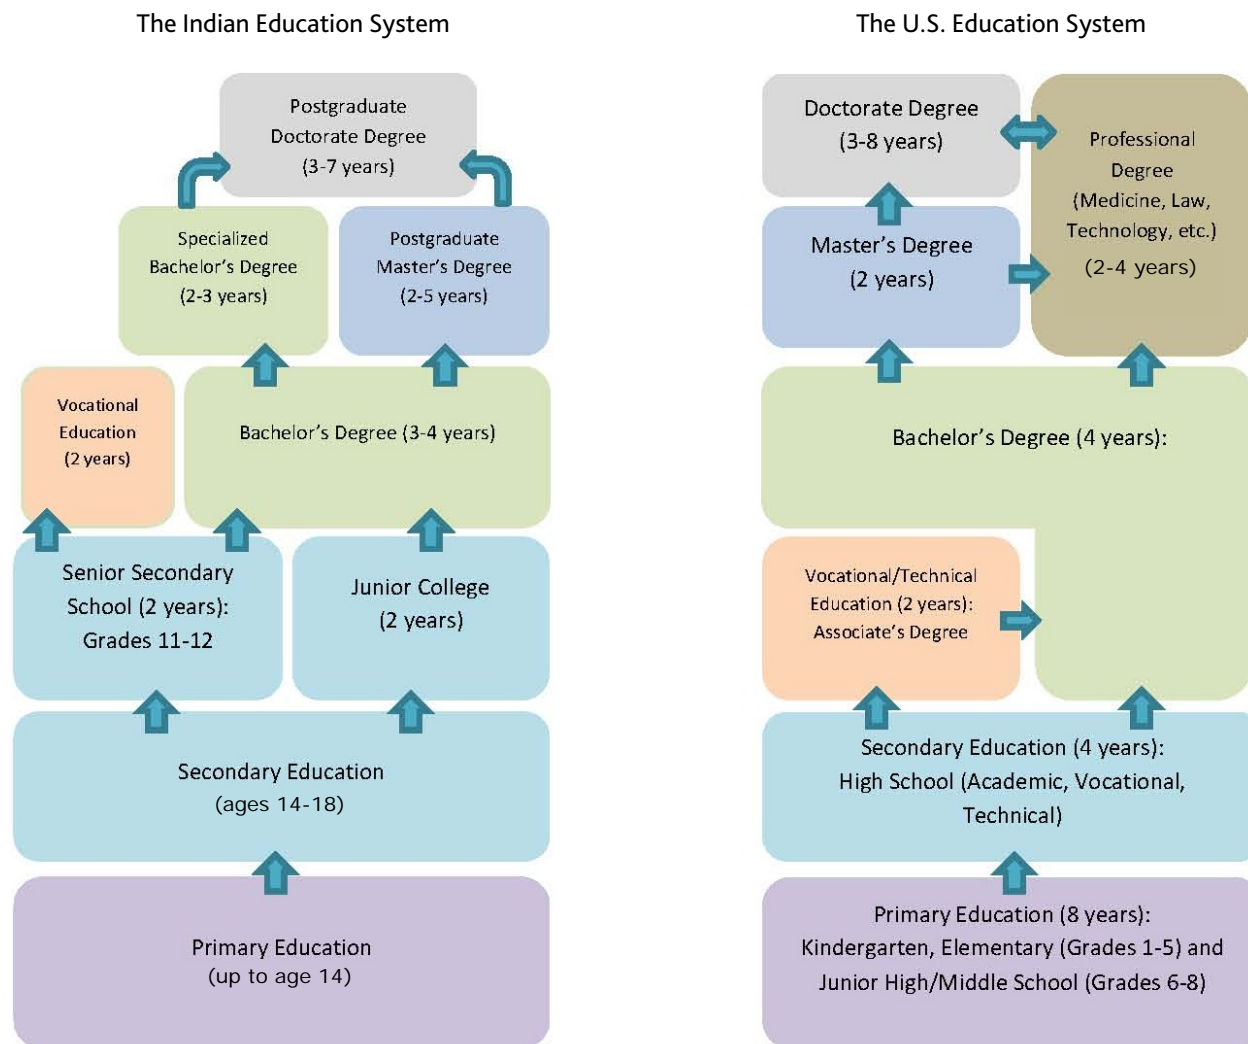 The Indian Education System
Postgraduate
Doctorate Degree
(3-7 years)
Specialized
Bachelor's Degree
(2-3 years)
Postgraduate
Master's Degree
(2-5 years)
Vocational
Education
(2 years)
Bachelor's Degree (3-4 years)
Senior Secondary
School (2 years):
Grades 11-12
Junior College
(2 years)
Secondary Education
(ages 14-18)
Primary Education
(up to age 14)
The U.S. Education System
Doctorate Degree
(3-8 years)
Professional
Degree
(Medicine, Law,
Technology, etc.)
(2-4 years)
Master's Degree
(2 years)
Bachelor's Degree (4 years):
Vocational/Technical
Education (2 years):
Associate's Degree
Secondary Education (4 years):
High School (Academic, Vocational,
Technical)
Primary Education (8 years):
Kindergarten, Elementary (Grades 1-5) and
Junior High/Middle School (Grades 6-8)